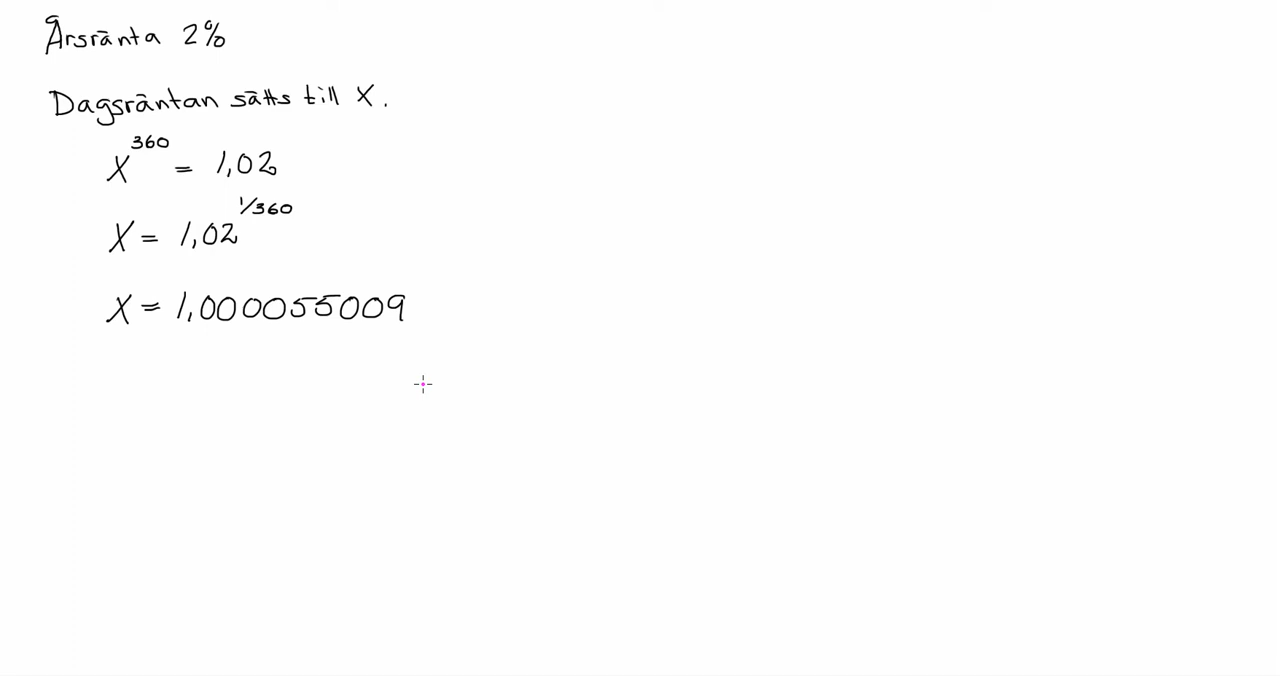 Årsränta 2%
Dagsräntan sätts till X.
X^360 = 1,02
X = 1,02^1/360
X = 1,000055009